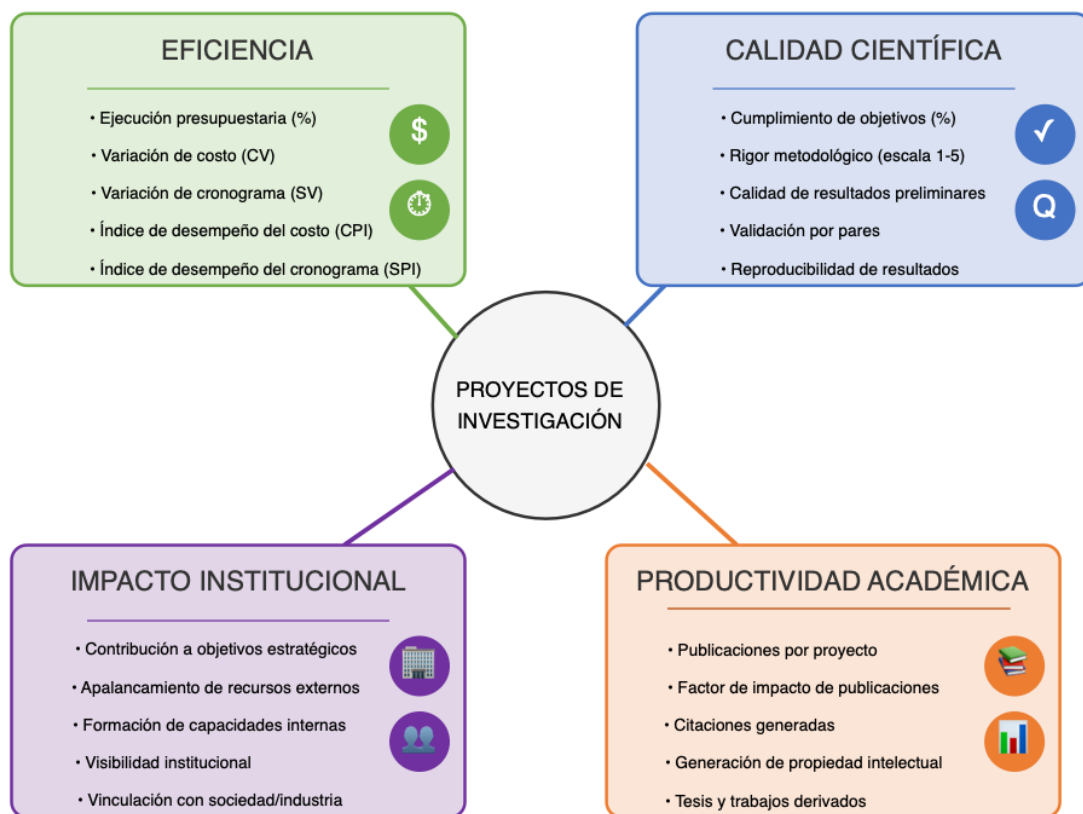 EFICIENCIA
• Ejecución presupuestaria (%)
• Variación de costo (CV)
• Variación de cronograma (SV)
• Índice de desempeño del costo (CPI)
• Índice de desempeño del cronograma (SPI)
$
CALIDAD CIENTÍFICA
• Cumplimiento de objetivos (%)
• Rigor metodológico (escala 1-5)
• Calidad de resultados preliminares
• Validación por pares
• Reproducibilidad de resultados
✓
Q
PROYECTOS DE
INVESTIGACIÓN
IMPACTO INSTITUCIONAL
• Contribución a objetivos estratégicos
• Apalancamiento de recursos externos
• Formación de capacidades internas
• Visibilidad institucional
• Vinculación con sociedad/industria
PRODUCTIVIDAD ACADÉMICA
• Publicaciones por proyecto
• Factor de impacto de publicaciones
• Citaciones generadas
• Generación de propiedad intelectual
• Tesis y trabajos derivados